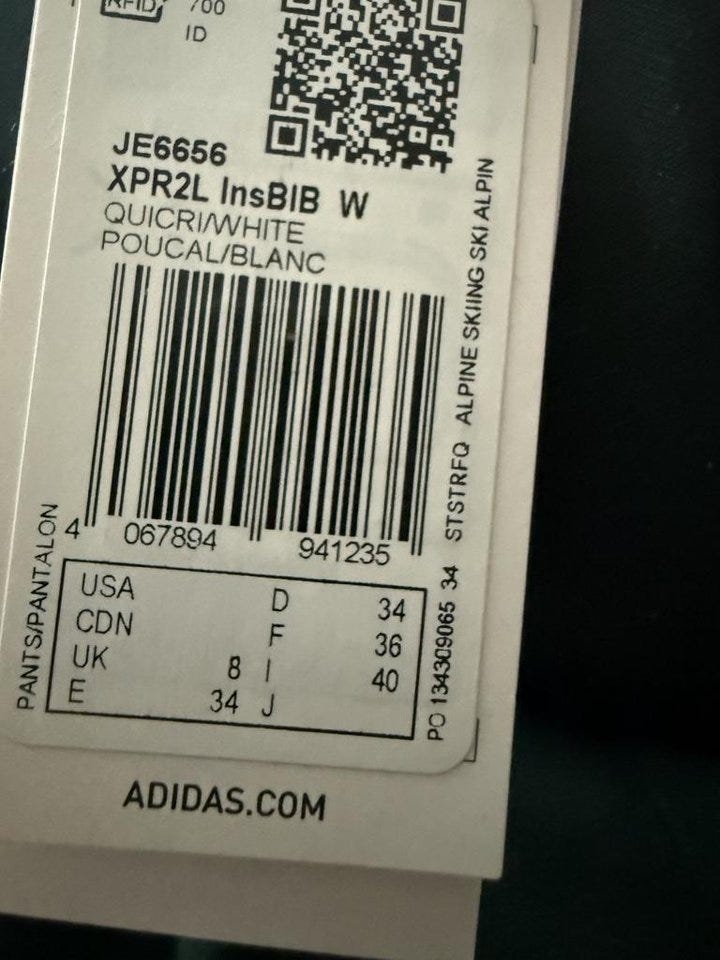 RFID
700
ID
JE6656
XPR2L InsBIB W
QUICRI/WHITE
POUCAL/BLANC
4 067894 941235
PANTS/PANTALON
USA D 34
CDN F 36
UK 8 I 40
E 34 J
PO 134309065 34 STSTRFQ ALPINE SKIING SKI ALPIN
ADIDAS.COM